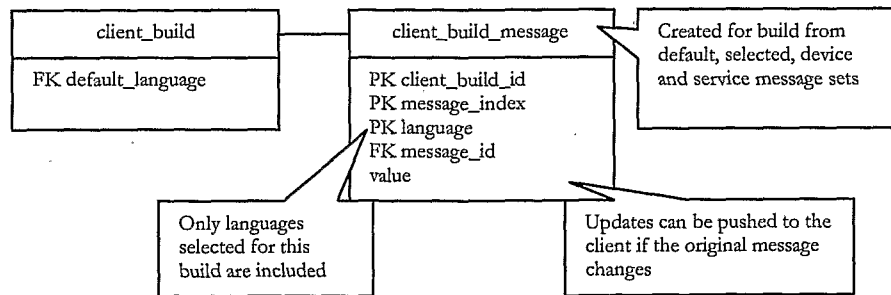 client_build
FK default_language
client_build_message
PK client_build_id
PK message_index
PK language
FK message_id
value
Created for build from
default, selected, device
and service message sets
Only languages
selected for this
build are included
Updates can be pushed to the
client if the original message
changes